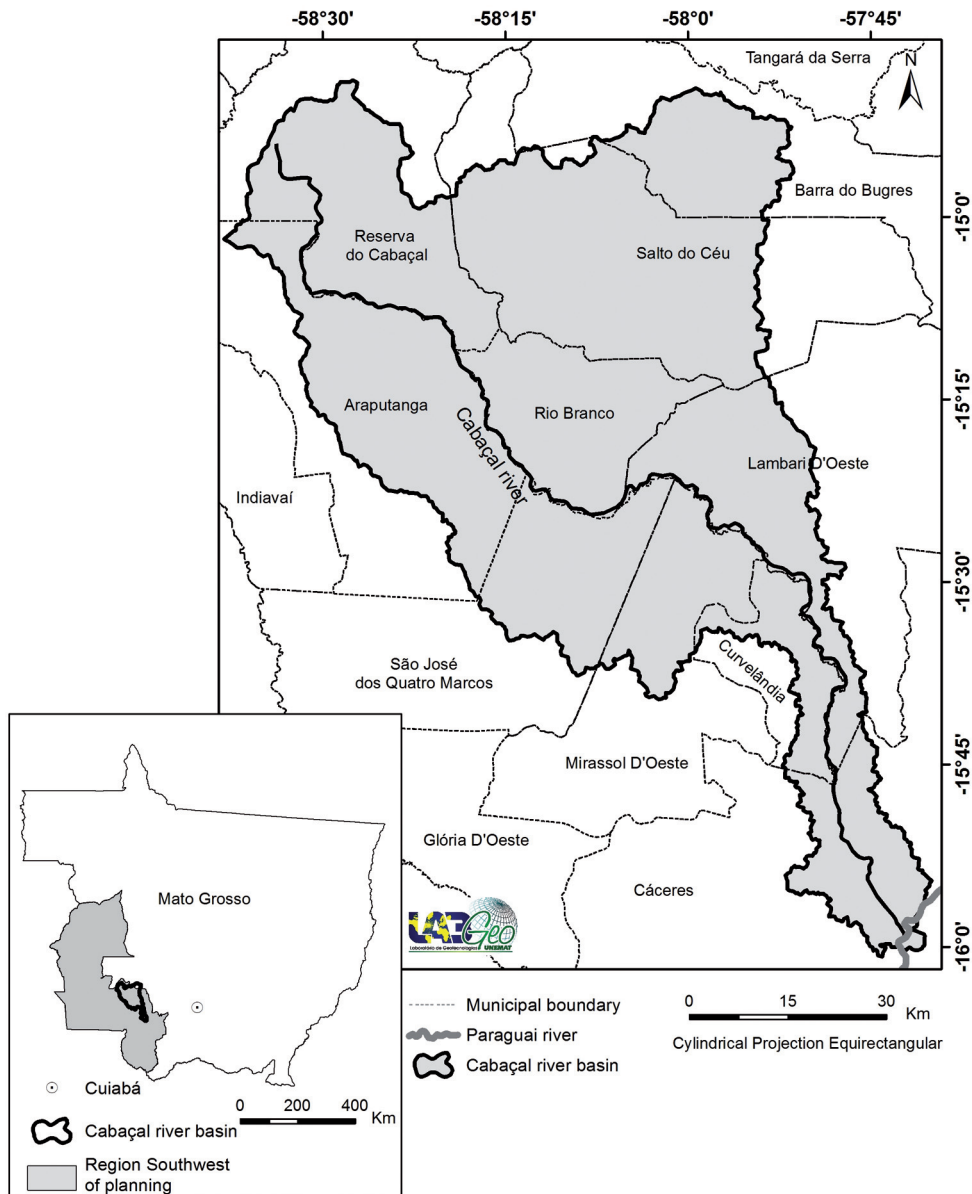 -58°30'
-58°15'
-58°0'
-57°45'
Tangará da Serra
N
Barra do Bugres
-15°0'
Reserva
do Cabaçal
Salto do Céu
-15°15'
Araputanga
Rio Branco
Cabaçal river
Lambari D'Oeste
Indiavaí
-15°30'
São José
dos Quatro Marcos
Curvelândia
-15°45'
Mirassol D'Oeste
Glória D'Oeste
Cáceres
-16°0'
LABGeo
Laboratório de Geotecnologias UNEMAT
Mato Grosso
Cuiabá
Cabaçal river basin
Region Southwest
of planning
0 200 400
Km
Municipal boundary
Paraguai river
Cabaçal river basin
0 15 30
Km
Cylindrical Projection Equirectangular